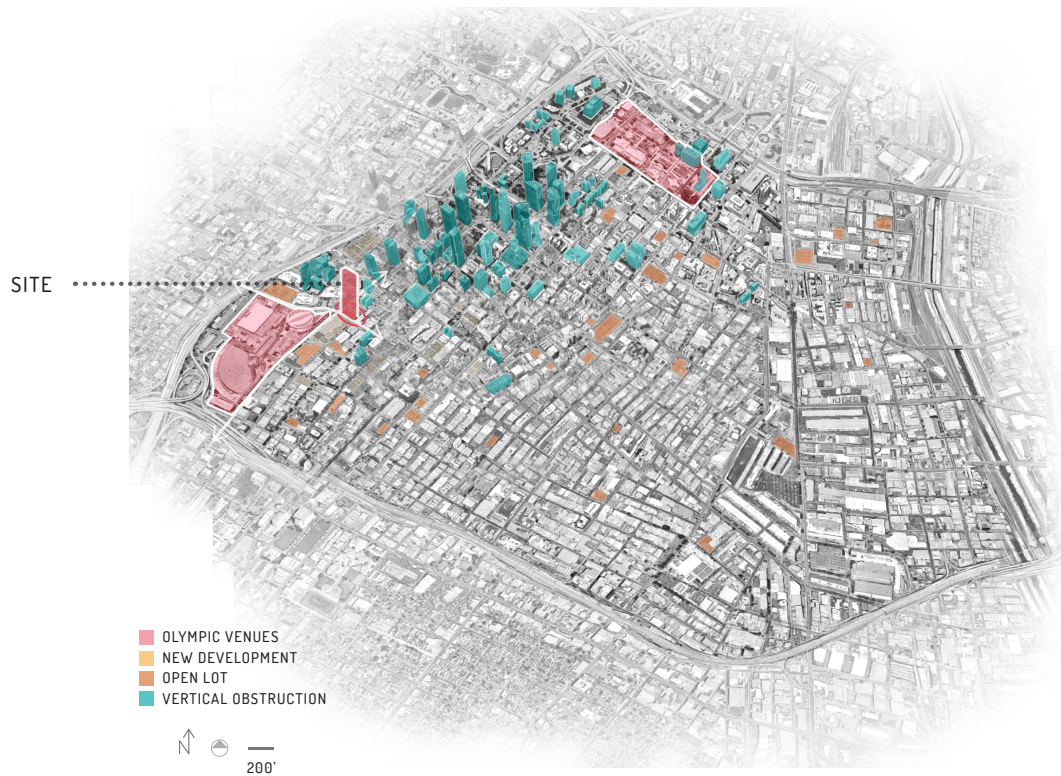 SITE
OLYMPIC VENUES
NEW DEVELOPMENT
OPEN LOT
VERTICAL OBSTRUCTION
N
200'